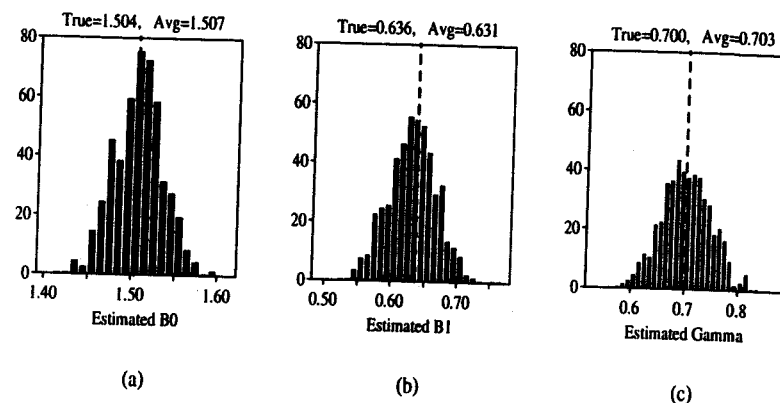 True=1.504, Avg=1.507
80
60
40
20
0
1.40 1.50 1.60
Estimated B0
(a)
True=0.636, Avg=0.631
80
60
40
20
0
0.50 0.60 0.70
Estimated B1
(b)
True=0.700, Avg=0.703
80
60
40
20
0
0.6 0.7 0.8
Estimated Gamma
(c)